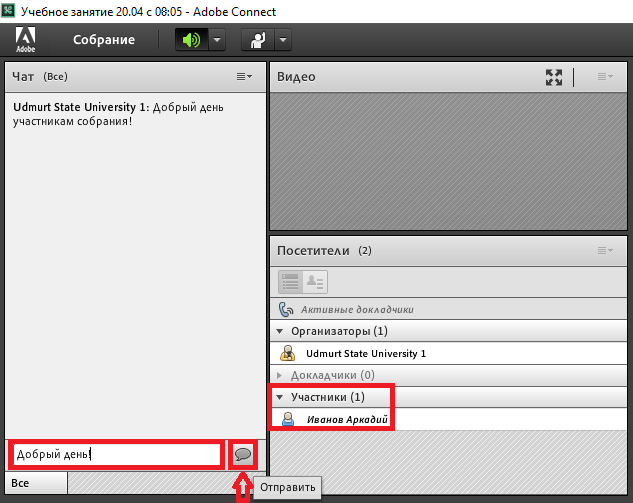 Учебное занятие 20.04 с 08:05 - Adobe Connect
Adobe
Собрание
Чат (Все)
Udmurt State University 1: Добрый день
участникам собрания!
Добрый день!
Отправить
Все
Видео
Посетители (2)
Активные докладчики
Организаторы (1)
Udmurt State University 1
Докладчики (0)
Участники (1)
Иванов Аркадий